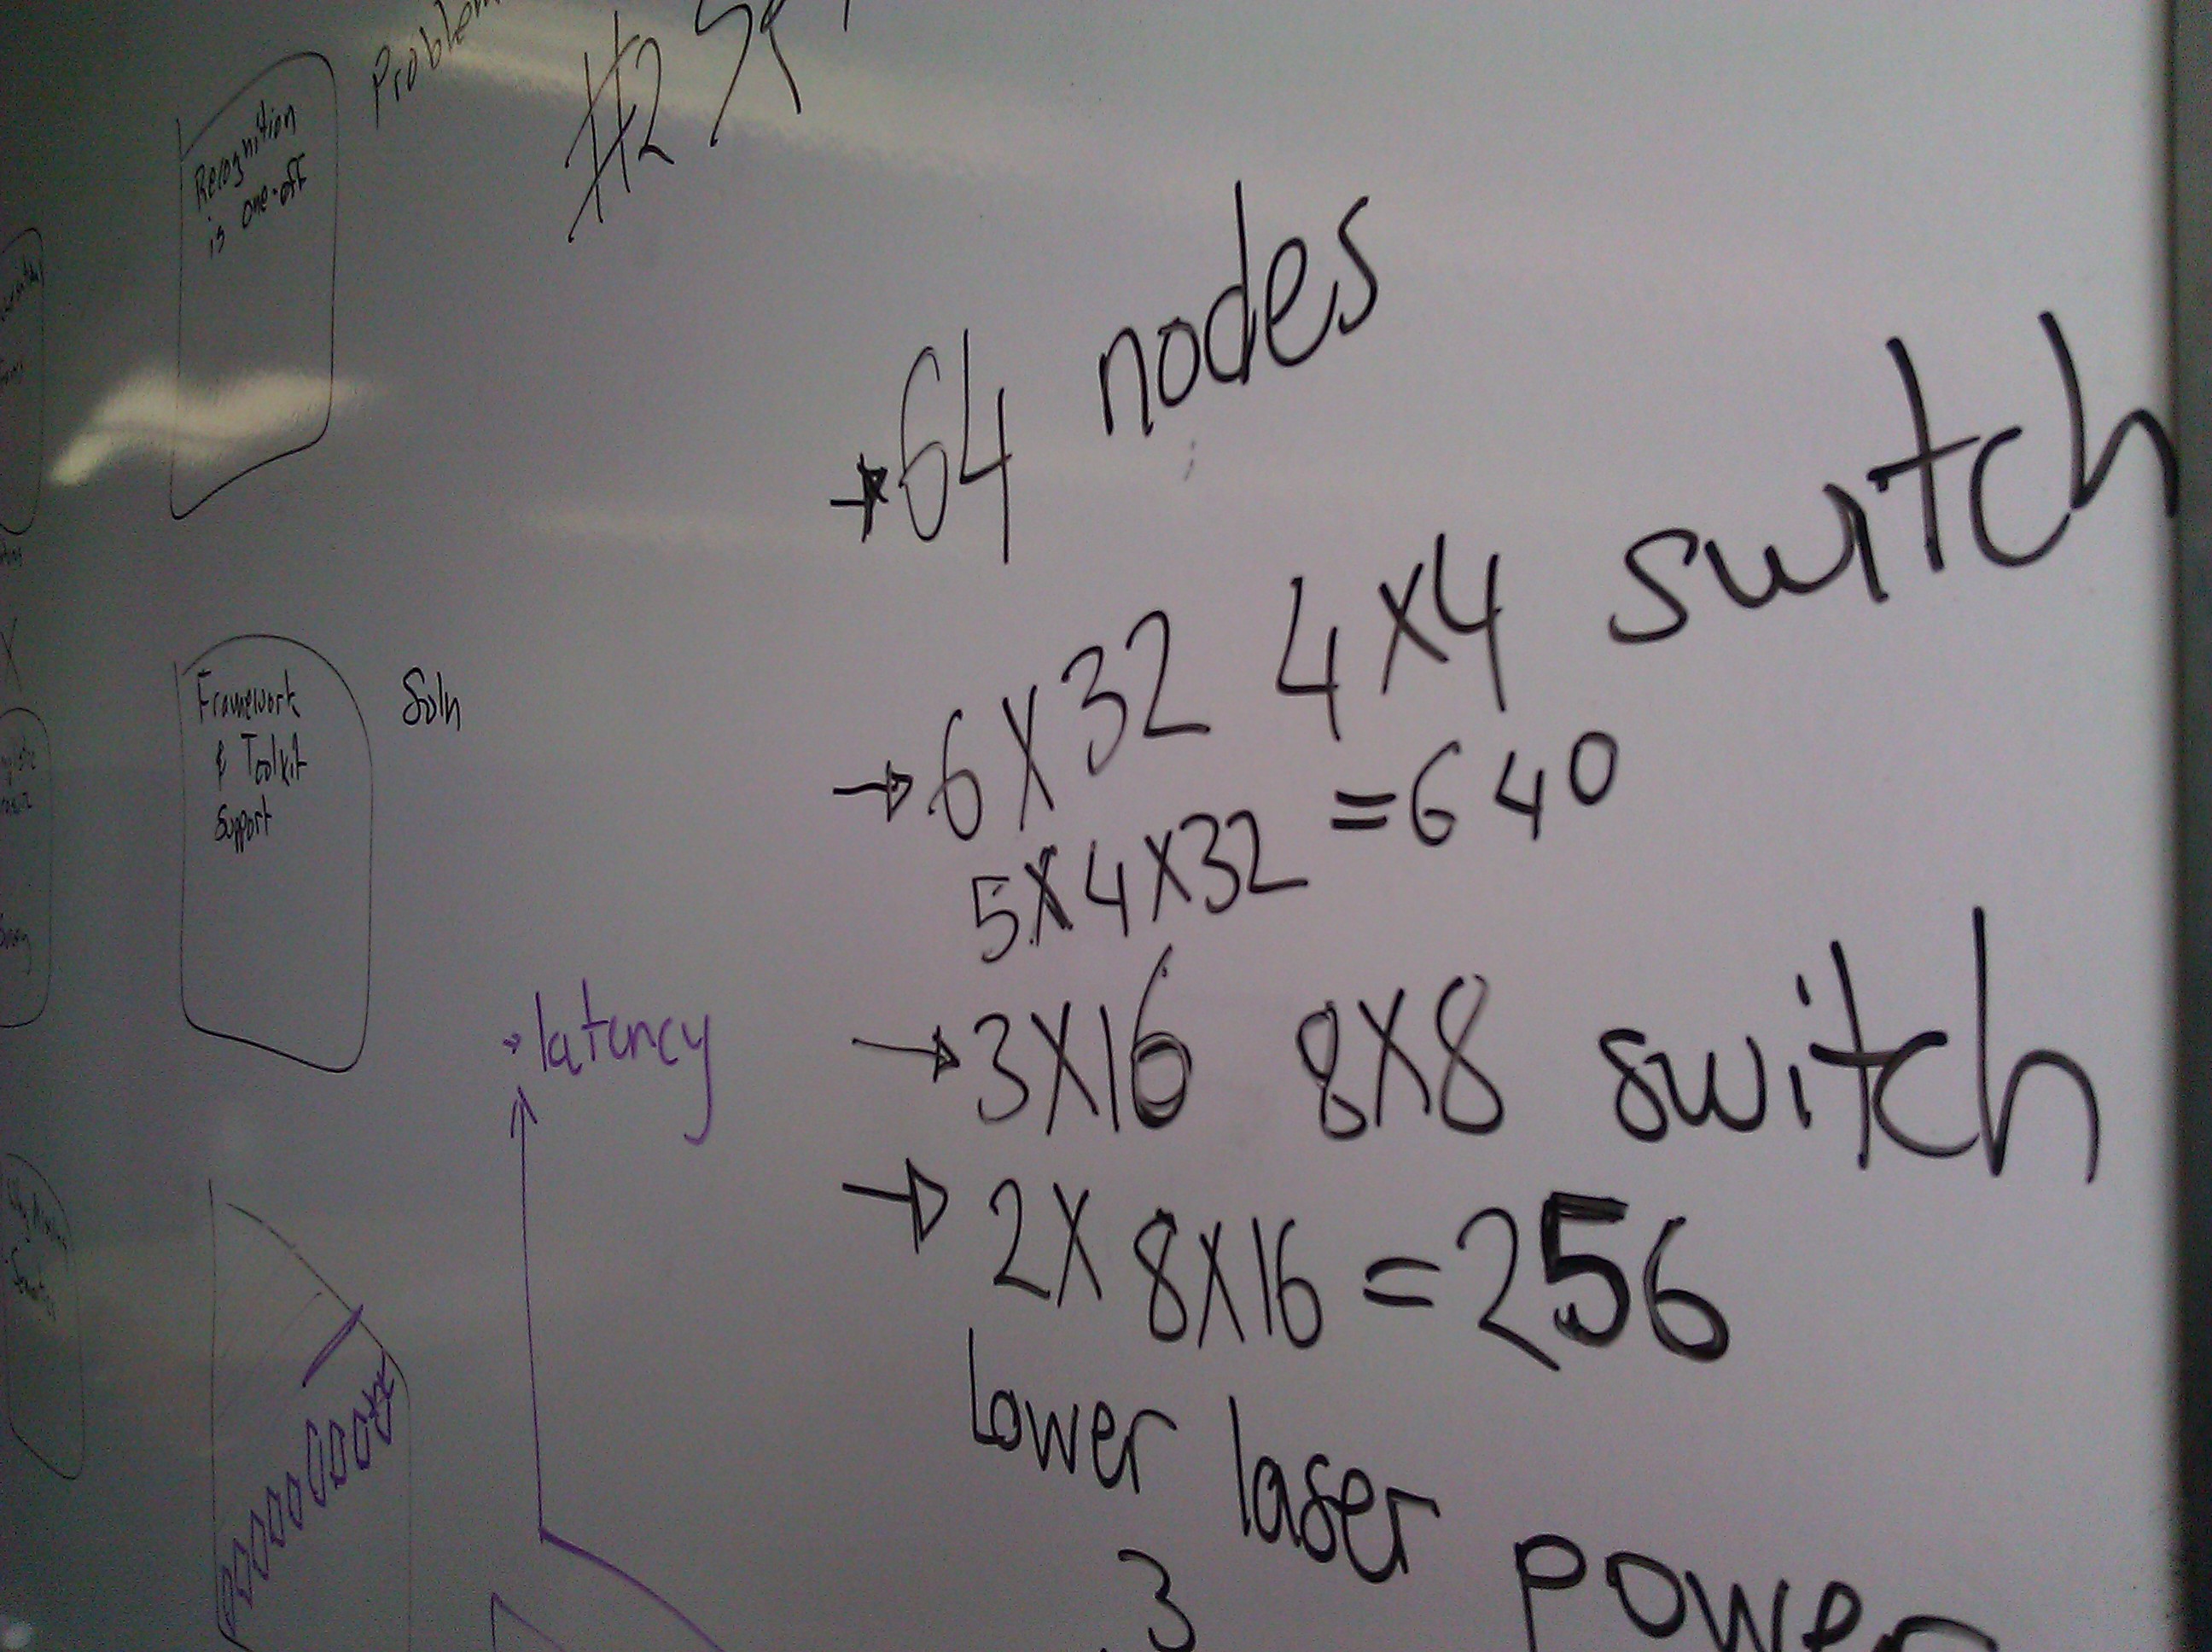 Problem
#2
Recognition
is one-off
→ 64 nodes
→ 6X32 4X4 switch
5X4X32 = 640
Framework
& Toolkit
Support
Soln
→ latency
→ 3X16 8X8 switch
→ 2X 8X16 = 256
Lower laser power
3